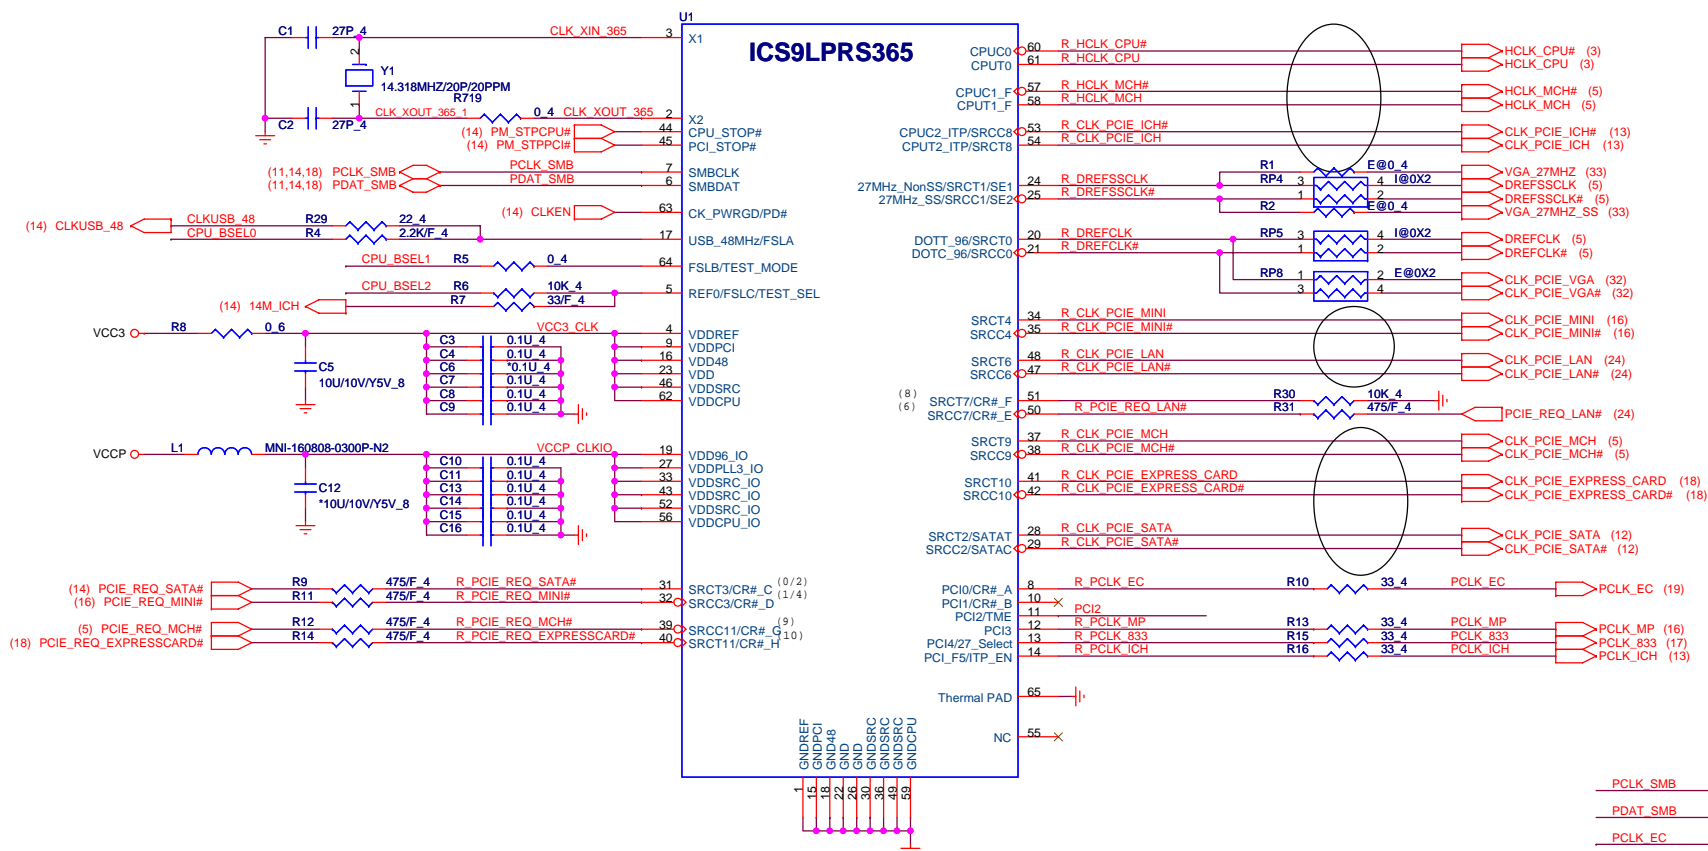 U1
ICS9LPRS365
C1 27P_4 CLK_XIN_365 3 X1
2
Y1
14.318MHZ/20P/20PPM
1
R719
C2 27P_4 CLK_XOUT_365_1 0_4 CLK_XOUT_365 2 X2
(14) PM_STPCPU# 44 CPU_STOP#
(14) PM_STPPCI# 45 PCI_STOP#
(11,14,18) PCLK_SMB PCLK_SMB 7 SMBCLK
(11,14,18) PDAT_SMB PDAT_SMB 6 SMBDAT
(14) CLKEN 63 CK_PWRGD/PD#
(14) CLKUSB_48 CLKUSB_48 R29 22_4
CPU_BSEL0 R4 2.2K/F_4 17 USB_48MHz/FSLA
CPU_BSEL1 R5 0_4 64 FSLB/TEST_MODE
CPU_BSEL2 R6 10K_4 5 REF0/FSLC/TEST_SEL
(14) 14M_ICH R7 33/F_4
VCC3 R8 0_6 VCC3_CLK 4 VDDREF
C3 0.1U_4 9 VDDPCI
C4 0.1U_4 16 VDD48
C5 C6 *0.1U_4 23 VDD
10U/10V/Y5V_8 C7 0.1U_4 46 VDDSRC
C8 0.1U_4 62 VDDCPU
C9 0.1U_4
VCCP L1 MNI-160808-0300P-N2 VCCP_CLKIO 19 VDD96_IO
C10 0.1U_4 27 VDDPLL3_IO
C11 0.1U_4 33 VDDSRC_IO
C12 C13 0.1U_4 43 VDDSRC_IO
*10U/10V/Y5V_8 C14 0.1U_4 52 VDDSRC_IO
C15 0.1U_4 56 VDDCPU_IO
C16 0.1U_4
(14) PCIE_REQ_SATA# R9 475/F_4 R_PCIE_REQ_SATA# 31 SRCT3/CR#_C (0/2)
(16) PCIE_REQ_MINI# R11 475/F_4 R_PCIE_REQ_MINI# 32 SRCC3/CR#_D (1/4)
(5) PCIE_REQ_MCH# R12 475/F_4 R_PCIE_REQ_MCH# 39 SRCC11/CR#_G (9)
(18) PCIE_REQ_EXPRESSCARD# R14 475/F_4 R_PCIE_REQ_EXPRESSCARD# 40 SRCT11/CR#_H (10)
CPUC0 60 R_HCLK_CPU# HCLK_CPU# (3)
CPUT0 61 R_HCLK_CPU HCLK_CPU (3)
CPUC1_F 57 R_HCLK_MCH# HCLK_MCH# (5)
CPUT1_F 58 R_HCLK_MCH HCLK_MCH (5)
CPUC2_ITP/SRCC8 53 R_CLK_PCIE_ICH# CLK_PCIE_ICH# (13)
CPUT2_ITP/SRCT8 54 R_CLK_PCIE_ICH CLK_PCIE_ICH (13)
R1 E@0_4 VGA_27MHZ (33)
27MHz_NonSS/SRCT1/SE1 24 R_DREFSSCLK RP4 3 4 I@0X2 DREFSSCLK (5)
27MHz_SS/SRCC1/SE2 25 R_DREFSSCLK# 1 2 DREFSSCLK# (5)
R2 E@0_4 VGA_27MHZ_SS (33)
DOTT_96/SRCT0 20 R_DREFCLK RP5 3 4 I@0X2 DREFCLK (5)
DOTC_96/SRCC0 21 R_DREFCLK# 1 2 DREFCLK# (5)
RP8 1 2 E@0X2 CLK_PCIE_VGA (32)
3 4 CLK_PCIE_VGA# (32)
SRCT4 34 R_CLK_PCIE_MINI CLK_PCIE_MINI (16)
SRCC4 35 R_CLK_PCIE_MINI# CLK_PCIE_MINI# (16)
SRCT6 48 R_CLK_PCIE_LAN CLK_PCIE_LAN (24)
SRCC6 47 R_CLK_PCIE_LAN# CLK_PCIE_LAN# (24)
(8) SRCT7/CR#_F 51 R30 10K_4
(6) SRCC7/CR#_E 50 R_PCIE_REQ_LAN# R31 475/F_4 PCIE_REQ_LAN# (24)
SRCT9 37 R_CLK_PCIE_MCH CLK_PCIE_MCH (5)
SRCC9 38 R_CLK_PCIE_MCH# CLK_PCIE_MCH# (5)
SRCT10 41 R_CLK_PCIE_EXPRESS_CARD CLK_PCIE_EXPRESS_CARD (18)
SRCC10 42 R_CLK_PCIE_EXPRESS_CARD# CLK_PCIE_EXPRESS_CARD# (18)
SRCT2/SATAT 28 R_CLK_PCIE_SATA CLK_PCIE_SATA (12)
SRCC2/SATAC 29 R_CLK_PCIE_SATA# CLK_PCIE_SATA# (12)
PCI0/CR#_A 8 R_PCLK_EC R10 33_4 PCLK_EC PCLK_EC (19)
PCI1/CR#_B 10
PCI2/TME 11 PCI2
PCI3 12 R_PCLK_MP R13 33_4 PCLK_MP PCLK_MP (16)
PCI4/27_Select 13 R_PCLK_833 R15 33_4 PCLK_833 PCLK_833 (17)
PCI_F5/ITP_EN 14 R_PCLK_ICH R16 33_4 PCLK_ICH PCLK_ICH (13)
Thermal PAD 65
NC 55
GNDREF GNDPCI GND48 GND GND GNDSRC GNDSRC GNDSRC GNDCPU
1 15 18 22 26 30 36 49 59
PCLK_SMB
PDAT_SMB
PCLK_EC